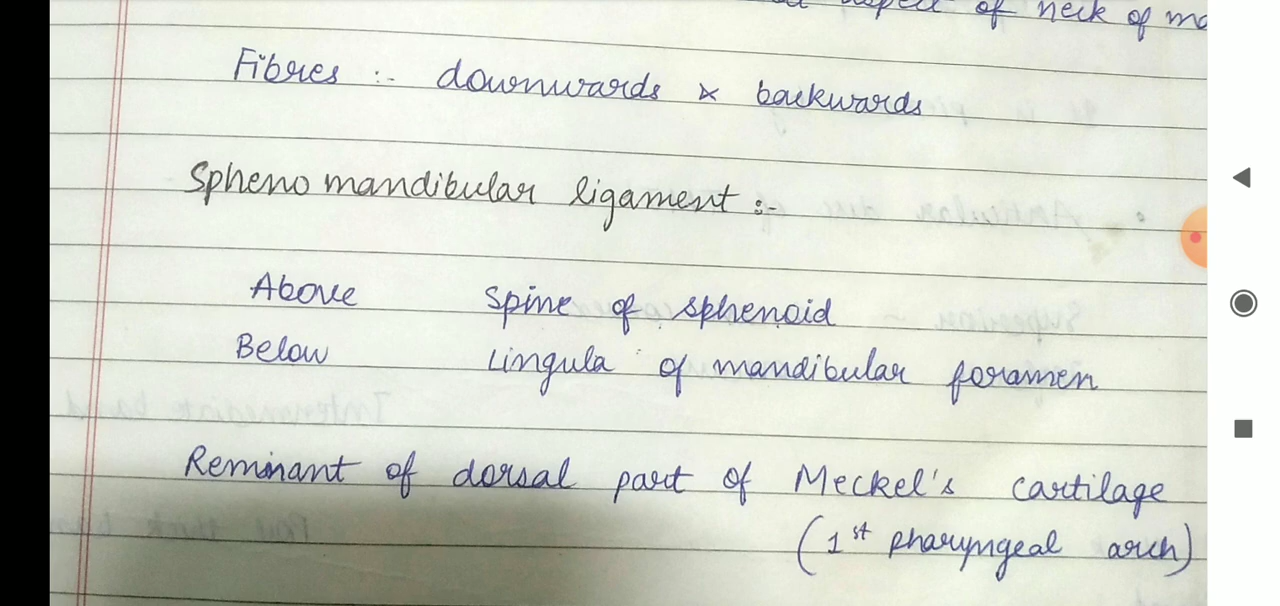 aspect of neck of
Fibres :- downwards & backwards
Spheno mandibular ligament :-
Above Spine of sphenoid
Below Lingula of mandibular foramen
Reminant of dorsal part of Meckel's cartilage
(1st pharyngeal arch)